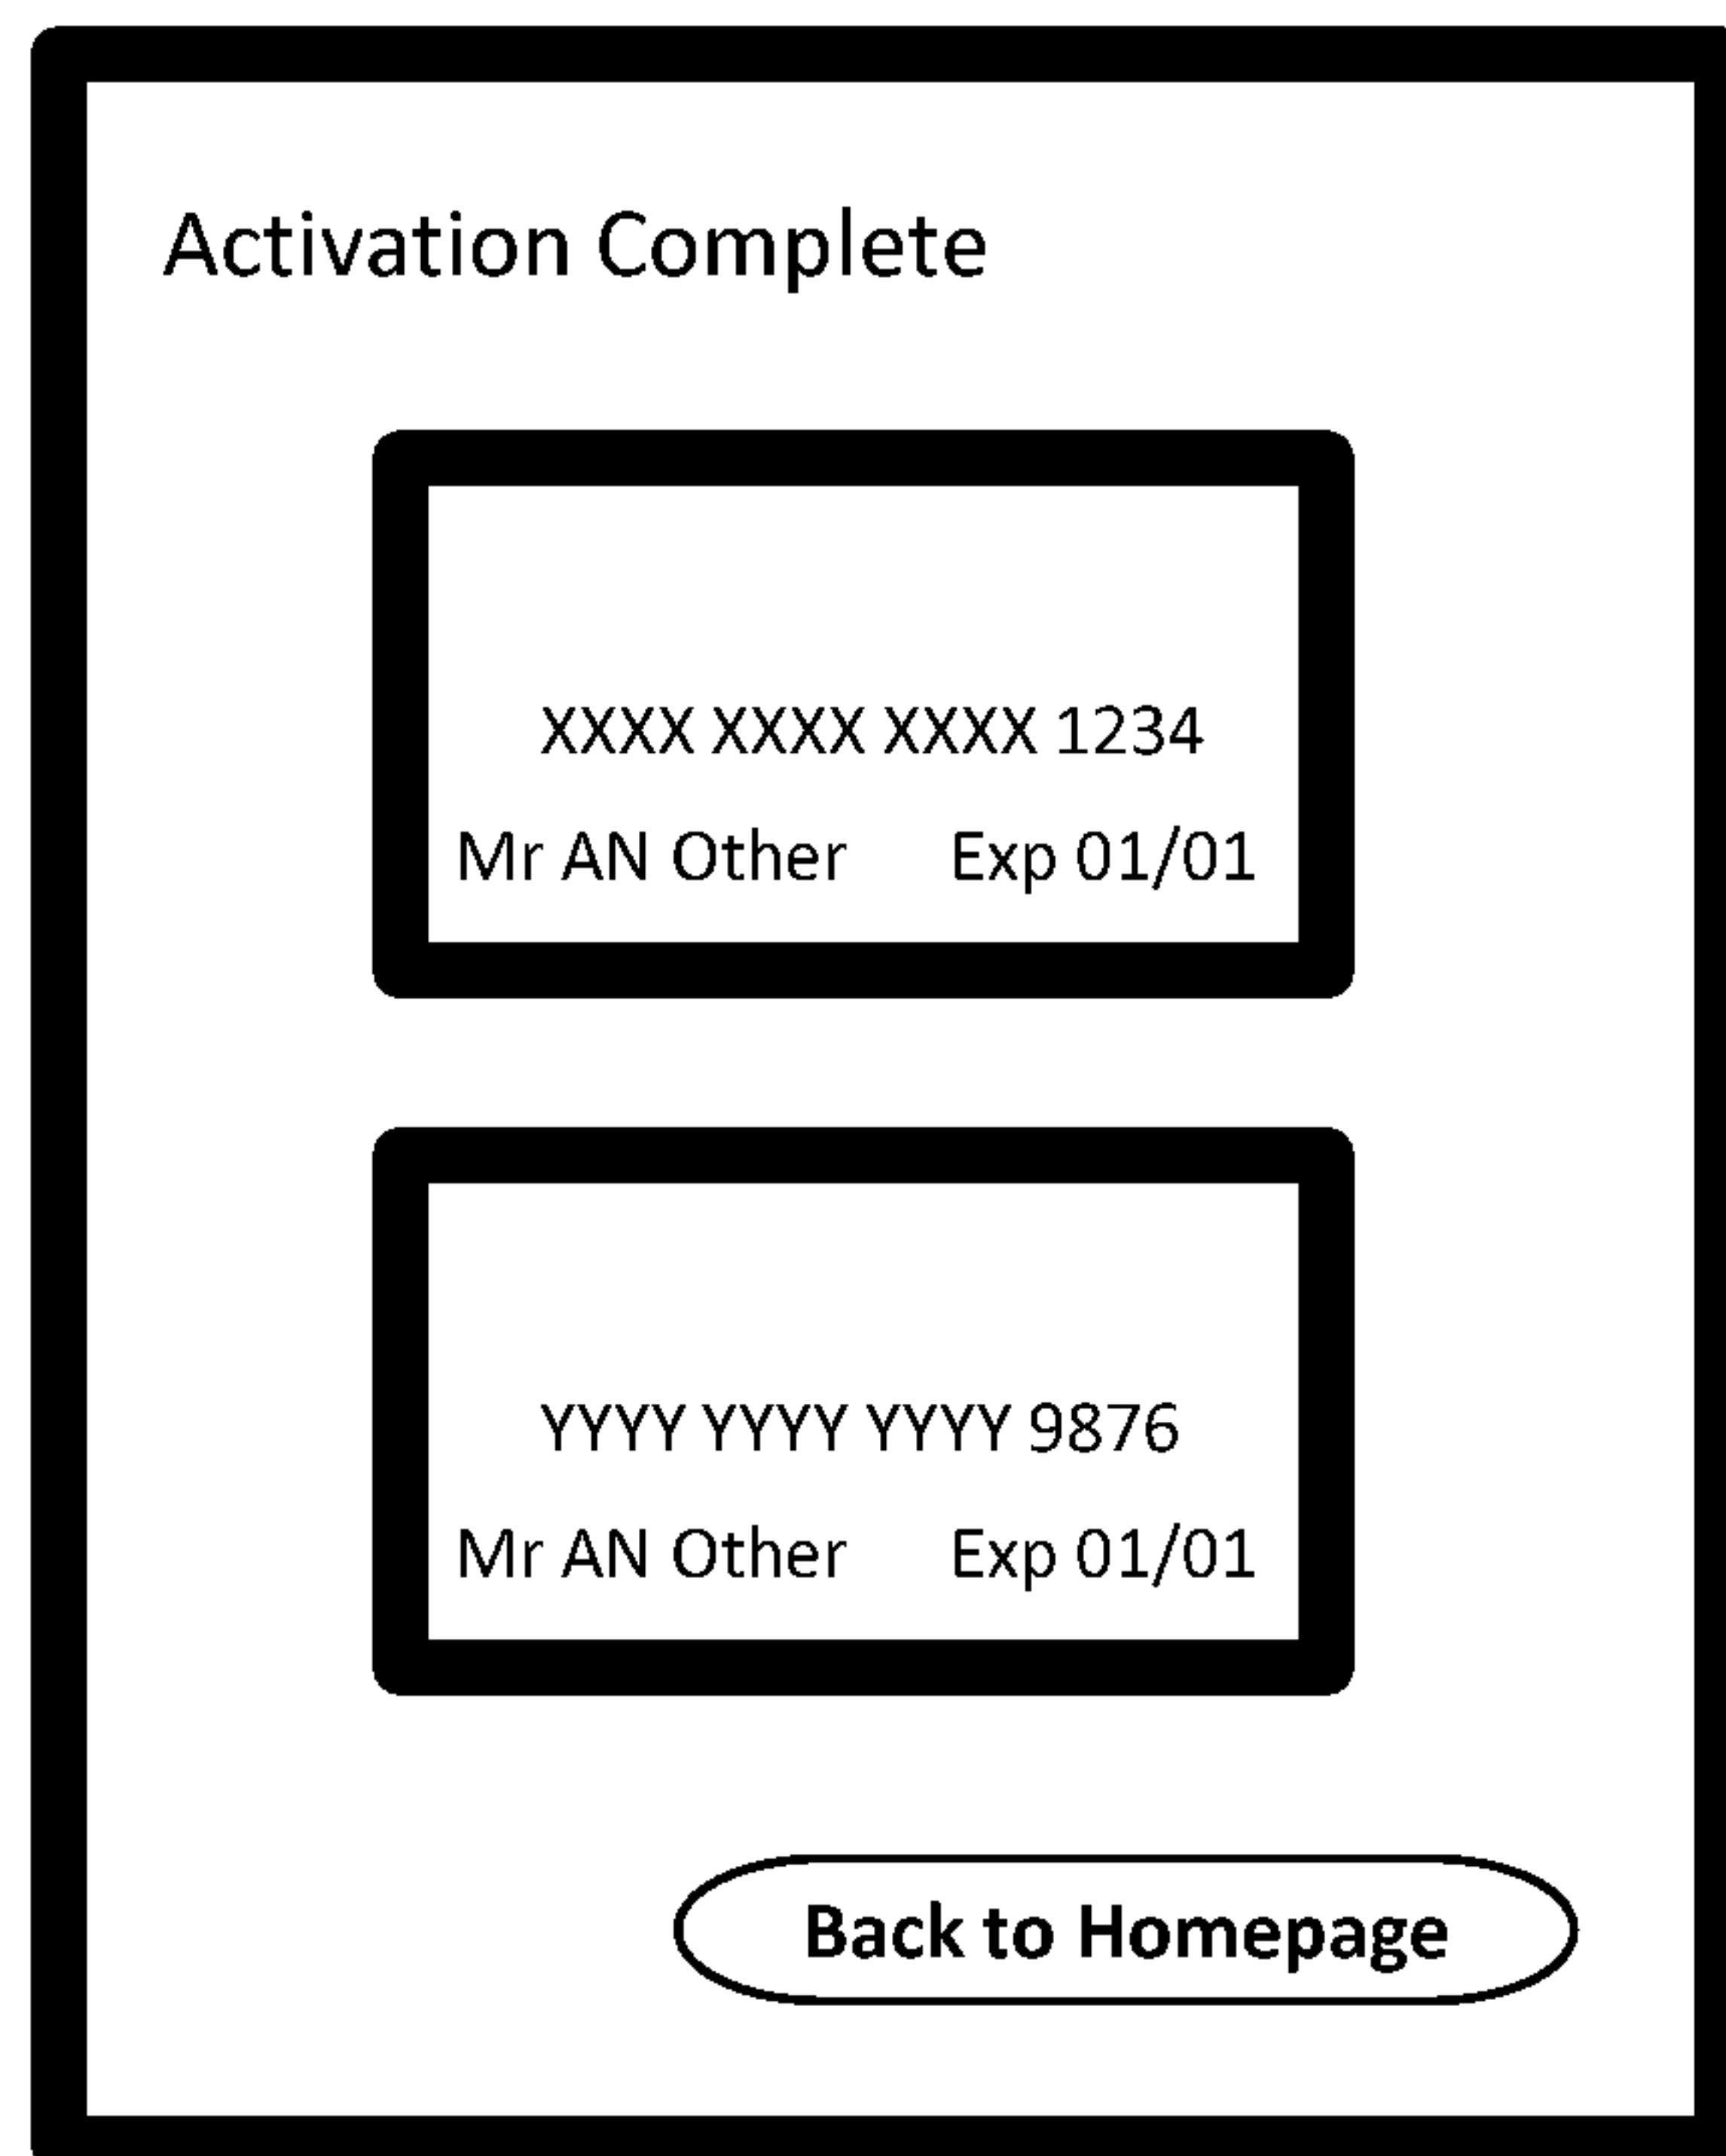 Activation Complete
XXXX XXXX XXXX 1234
Mr AN Other Exp 01/01
YYYY YYYY YYYY 9876
Mr AN Other Exp 01/01
Back to Homepage